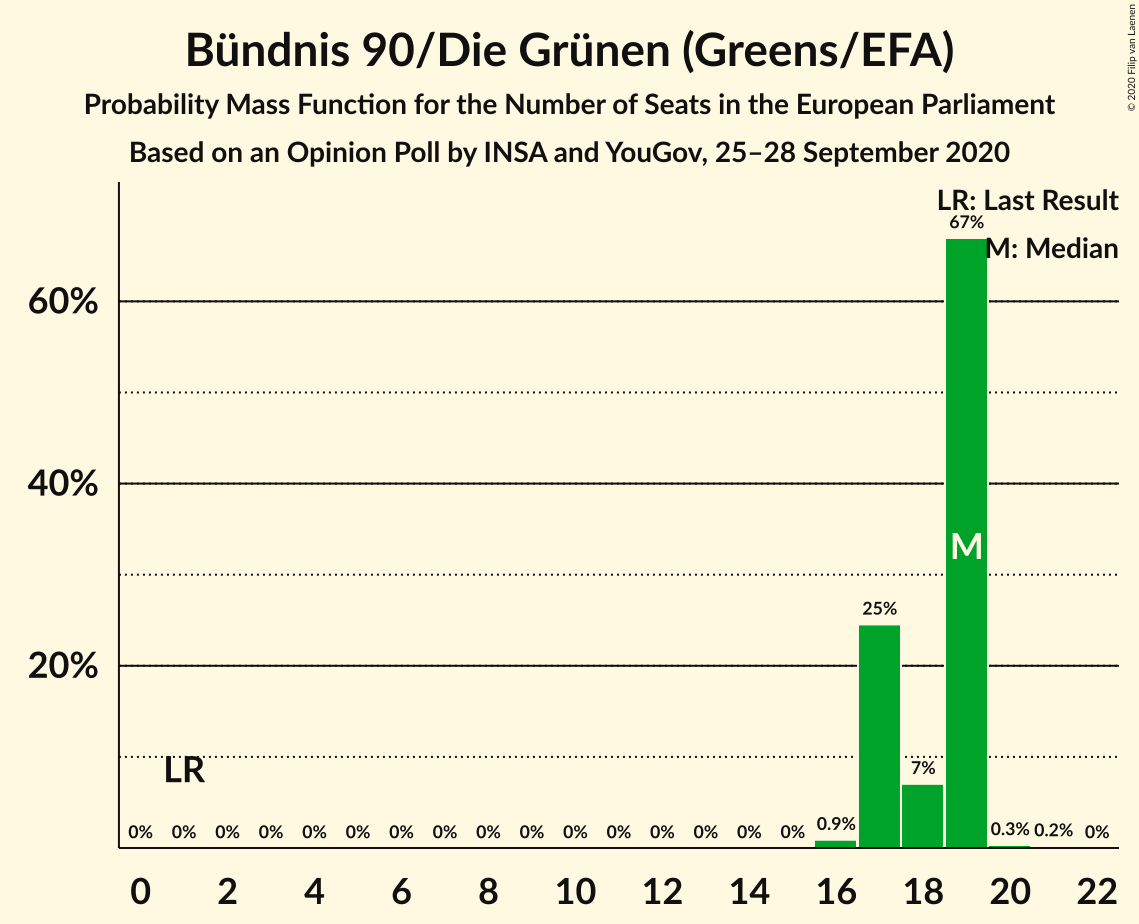 Bündnis 90/Die Grünen (Greens/EFA)
Probability Mass Function for the Number of Seats in the European Parliament
Based on an Opinion Poll by INSA and YouGov, 25–28 September 2020
© 2020 Filip van Laenen
LR: Last Result
M: Median
67%
60%
40%
M
25%
20%
LR
7%
0% 0% 0% 0% 0% 0% 0% 0% 0% 0% 0% 0% 0% 0% 0% 0% 0.9% 0.3% 0.2% 0%
0 2 4 6 8 10 12 14 16 18 20 22